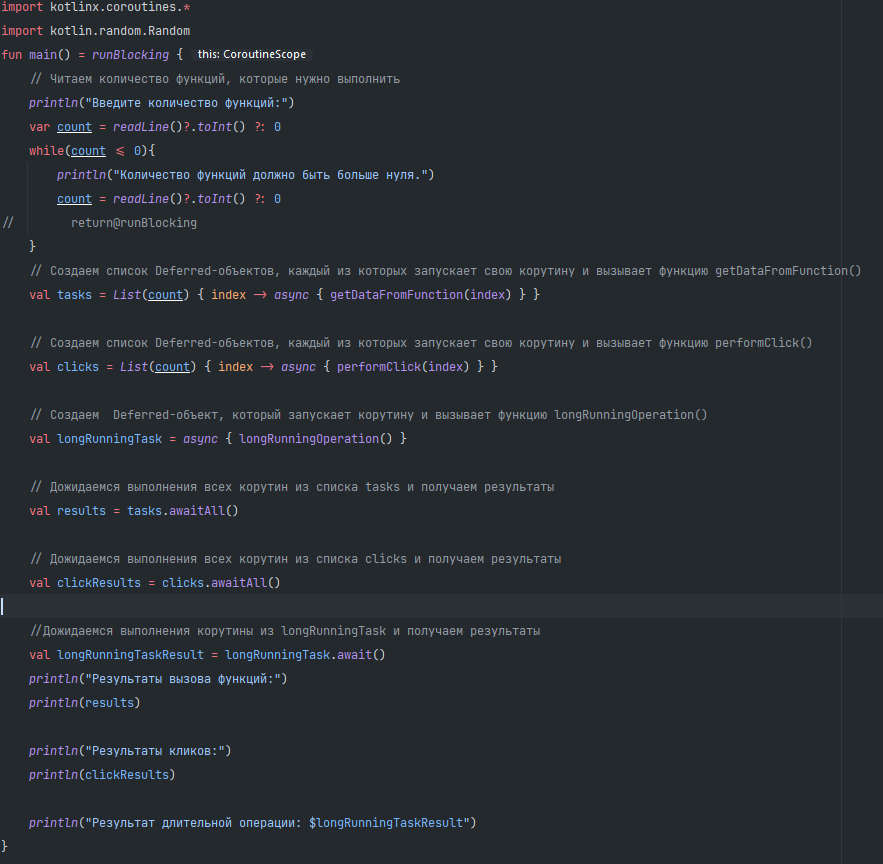 import kotlinx.coroutines.*
import kotlin.random.Random
fun main() = runBlocking { this: CoroutineScope
// Читаем количество функций, которые нужно выполнить
println("Введите количество функций:")
var count = readLine()?.toInt() ?: 0
while(count <= 0){
println("Количество функций должно быть больше нуля.")
count = readLine()?.toInt() ?: 0
// return@runBlocking
}
// Создаем список Deferred-объектов, каждый из которых запускает свою корутину и вызывает функцию getDataFromFunction()
val tasks = List(count) { index -> async { getDataFromFunction(index) } }
// Создаем список Deferred-объектов, каждый из которых запускает свою корутину и вызывает функцию performClick()
val clicks = List(count) { index -> async { performClick(index) } }
// Создаем  Deferred-объект, который запускает корутину и вызывает функцию longRunningOperation()
val longRunningTask = async { longRunningOperation() }
// Дожидаемся выполнения всех корутин из списка tasks и получаем результаты
val results = tasks.awaitAll()
// Дожидаемся выполнения всех корутин из списка clicks и получаем результаты
val clickResults = clicks.awaitAll()
//Дожидаемся выполнения корутины из longRunningTask и получаем результаты
val longRunningTaskResult = longRunningTask.await()
println("Результаты вызова функций:")
println(results)
println("Результаты кликов:")
println(clickResults)
println("Результат длительной операции: $longRunningTaskResult")
}